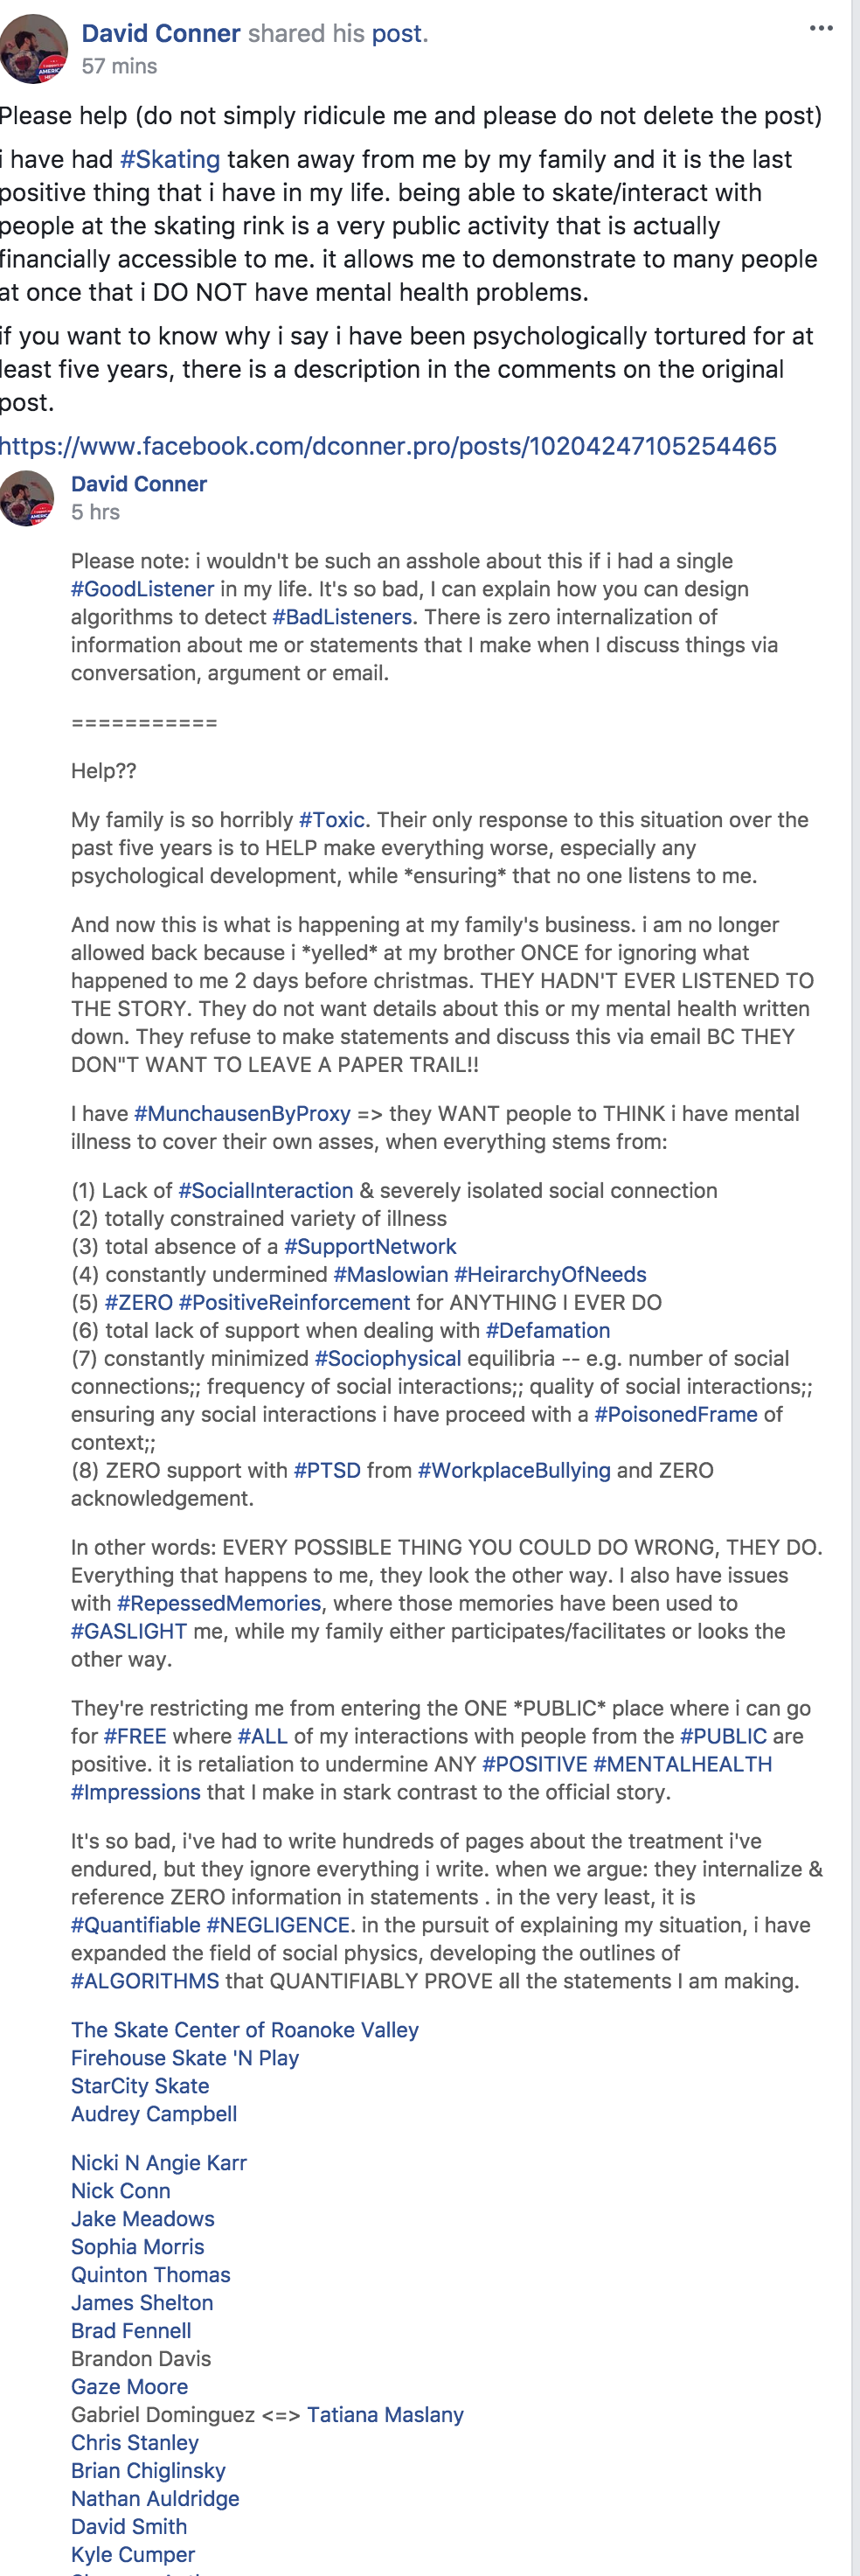 David Conner shared his post.
57 mins
Please help (do not simply ridicule me and please do not delete the post)
i have had #Skating taken away from me by my family and it is the last
positive thing that i have in my life. being able to skate/interact with
people at the skating rink is a very public activity that is actually
financially accessible to me. it allows me to demonstrate to many people
at once that i DO NOT have mental health problems.
if you want to know why i say i have been psychologically tortured for at
least five years, there is a description in the comments on the original
post.
https://www.facebook.com/dconner.pro/posts/10204247105254465
David Conner
5 hrs
Please note: i wouldn't be such an asshole about this if i had a single
#GoodListener in my life. It's so bad, I can explain how you can design
algorithms to detect #BadListeners. There is zero internalization of
information about me or statements that I make when I discuss things via
conversation, argument or email.
===========
Help??
My family is so horribly #Toxic. Their only response to this situation over the
past five years is to HELP make everything worse, especially any
psychological development, while *ensuring* that no one listens to me.
And now this is what is happening at my family's business. i am no longer
allowed back because i *yelled* at my brother ONCE for ignoring what
happened to me 2 days before christmas. THEY HADN'T EVER LISTENED TO
THE STORY. They do not want details about this or my mental health written
down. They refuse to make statements and discuss this via email BC THEY
DON"T WANT TO LEAVE A PAPER TRAIL!!
I have #MunchausenByProxy => they WANT people to THINK i have mental
illness to cover their own asses, when everything stems from:
(1) Lack of #SocialInteraction & severely isolated social connection
(2) totally constrained variety of illness
(3) total absence of a #SupportNetwork
(4) constantly undermined #Maslowian #HeirarchyOfNeeds
(5) #ZERO #PositiveReinforcement for ANYTHING I EVER DO
(6) total lack of support when dealing with #Defamation
(7) constantly minimized #Sociophysical equilibria -- e.g. number of social
connections;; frequency of social interactions;; quality of social interactions;;
ensuring any social interactions i have proceed with a #PoisonedFrame of
context;;
(8) ZERO support with #PTSD from #WorkplaceBullying and ZERO
acknowledgement.
In other words: EVERY POSSIBLE THING YOU COULD DO WRONG, THEY DO.
Everything that happens to me, they look the other way. I also have issues
with #RepessedMemories, where those memories have been used to
#GASLIGHT me, while my family either participates/facilitates or looks the
other way.
They're restricting me from entering the ONE *PUBLIC* place where i can go
for #FREE where #ALL of my interactions with people from the #PUBLIC are
positive. it is retaliation to undermine ANY #POSITIVE #MENTALHEALTH
#Impressions that I make in stark contrast to the official story.
It's so bad, i've had to write hundreds of pages about the treatment i've
endured, but they ignore everything i write. when we argue: they internalize &
reference ZERO information in statements . in the very least, it is
#Quantifiable #NEGLIGENCE. in the pursuit of explaining my situation, i have
expanded the field of social physics, developing the outlines of
#ALGORITHMS that QUANTIFIABLY PROVE all the statements I am making.
The Skate Center of Roanoke Valley
Firehouse Skate 'N Play
StarCity Skate
Audrey Campbell
Nicki N Angie Karr
Nick Conn
Jake Meadows
Sophia Morris
Quinton Thomas
James Shelton
Brad Fennell
Brandon Davis
Gaze Moore
Gabriel Dominguez <=> Tatiana Maslany
Chris Stanley
Brian Chiglinsky
Nathan Auldridge
David Smith
Kyle Cumper